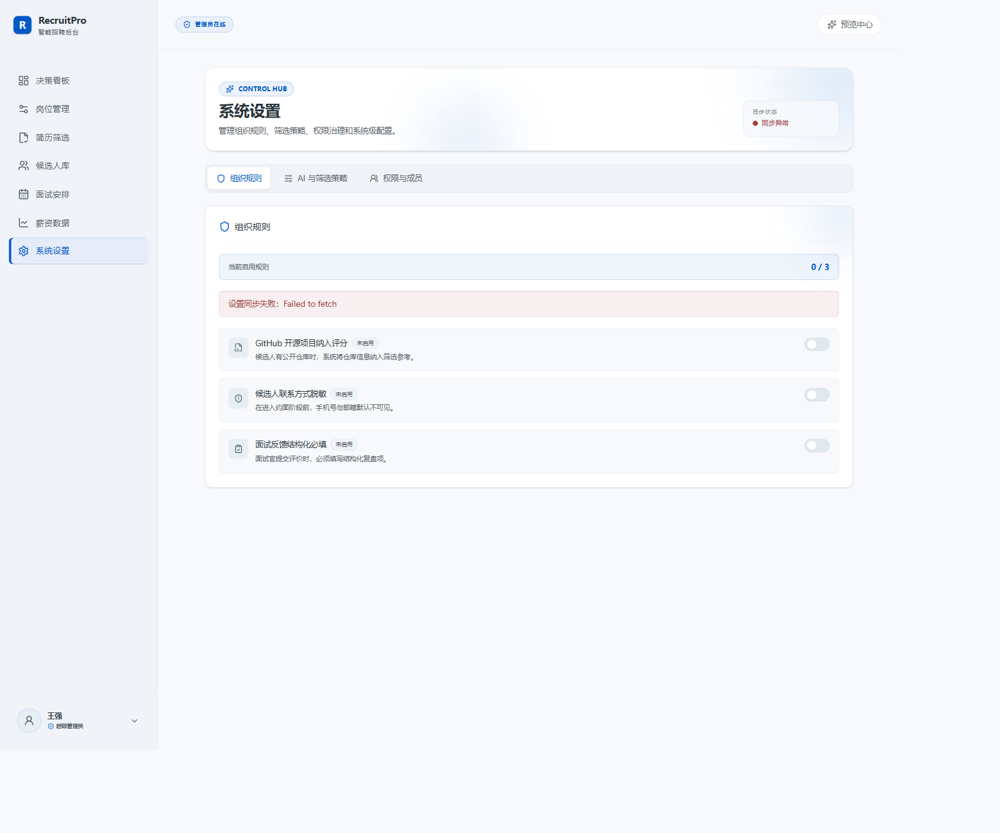 R
RecruitPro
智能招聘后台
管理员在线
预览中心
决策看板
岗位管理
简历筛选
候选人库
面试安排
薪资数据
系统设置
CONTROL HUB
系统设置
管理组织规则、筛选策略、权限治理和系统级配置。
同步状态
同步异常
组织规则
AI 与筛选策略
权限与成员
组织规则
当前启用规则
0 / 3
设置同步失败：Failed to fetch
GitHub 开源项目纳入评分
未启用
候选人有公开仓库时，系统将仓库信息纳入筛选参考。
候选人联系方式脱敏
未启用
在进入约面阶段前，手机号与邮箱默认不可见。
面试反馈结构化必填
未启用
面试官提交评价时，必须填写结构化复盘项。
王强
超级管理员